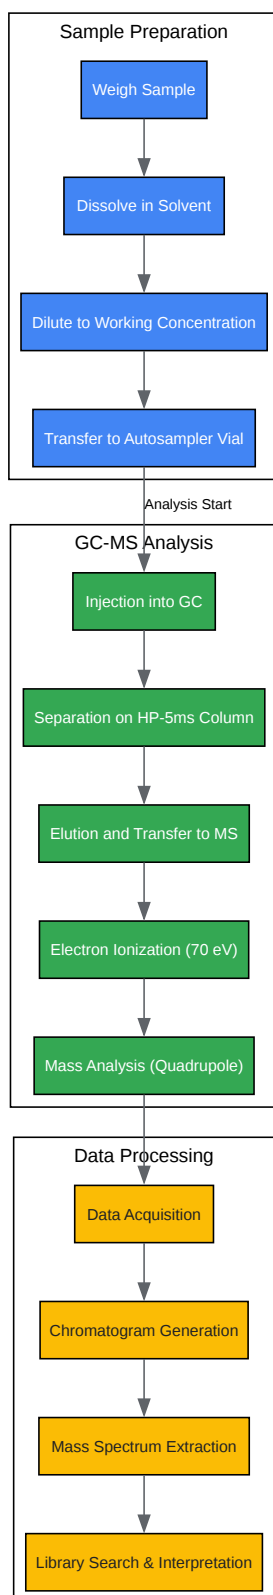 Sample Preparation
Weigh Sample
Dissolve in Solvent
Dilute to Working Concentration
Transfer to Autosampler Vial
Analysis Start
GC-MS Analysis
Injection into GC
Separation on HP-5ms Column
Elution and Transfer to MS
Electron Ionization (70 eV)
Mass Analysis (Quadrupole)
Data Processing
Data Acquisition
Chromatogram Generation
Mass Spectrum Extraction
Library Search & Interpretation